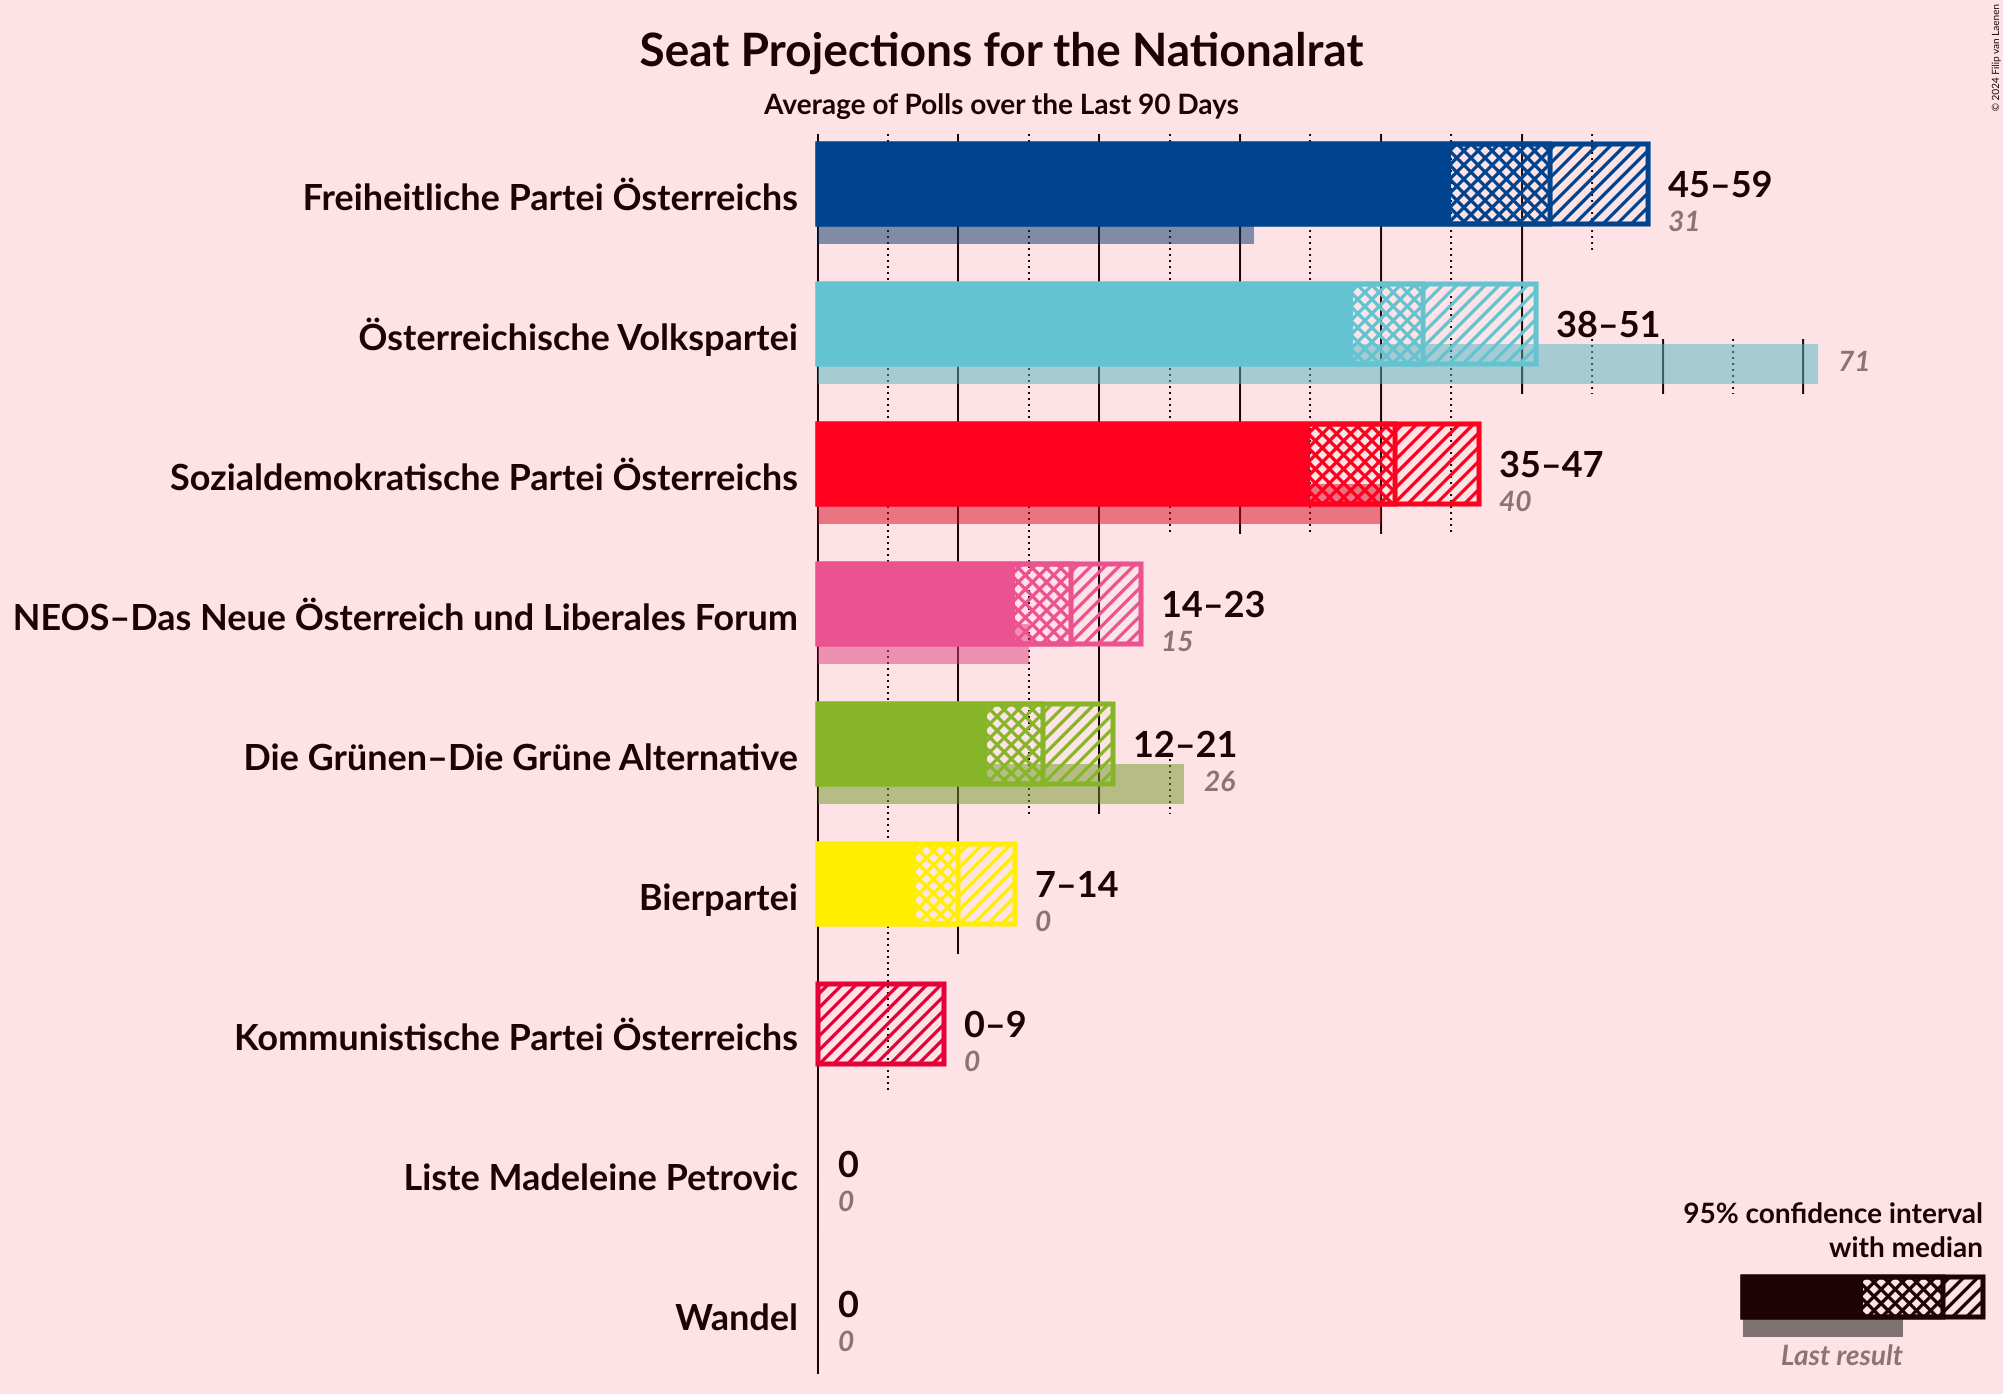 Seat Projections for the Nationalrat
Average of Polls over the Last 90 Days
© 2024 Filip van Laenen
Freiheitliche Partei Österreichs
45–59
31
Österreichische Volkspartei
38–51
71
Sozialdemokratische Partei Österreichs
35–47
40
NEOS–Das Neue Österreich und Liberales Forum
14–23
15
Die Grünen–Die Grüne Alternative
12–21
26
Bierpartei
7–14
0
Kommunistische Partei Österreichs
0–9
0
Liste Madeleine Petrovic
0
0
Wandel
0
0
95% confidence interval
with median
Last result